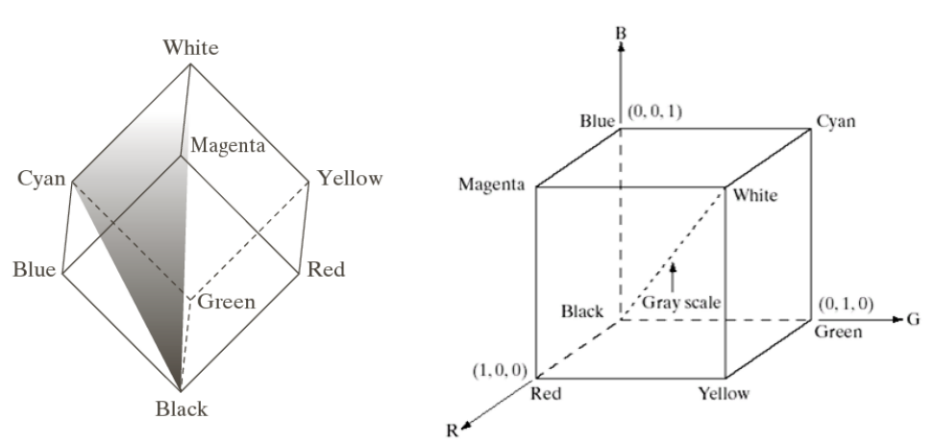 White
Magenta
Cyan
Yellow
Blue
Red
Green
Black
B
Blue
(0, 0, 1)
Cyan
Magenta
White
Black
Gray scale
(0, 1, 0)
G
Green
(1, 0, 0)
Red
Yellow
R